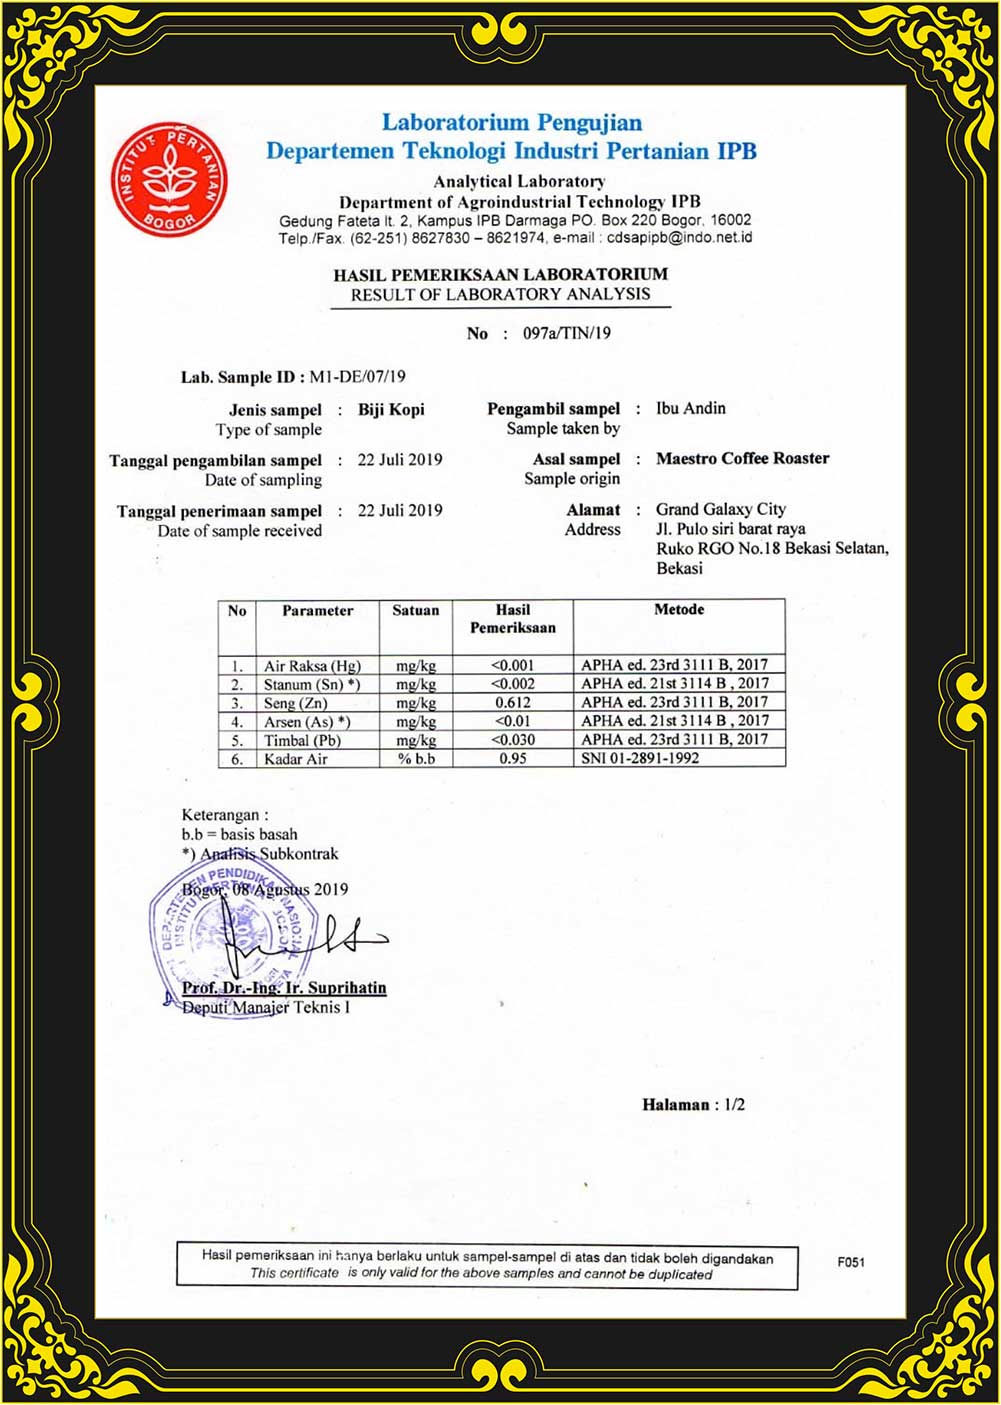 INSTITUT PERTANIAN
BOGOR
Laboratorium Pengujian
Departemen Teknologi Industri Pertanian IPB
Analytical Laboratory
Department of Agroindustrial Technology IPB
Gedung Fateta lt. 2, Kampus IPB Darmaga PO. Box 220 Bogor, 16002
Telp./Fax. (62-251) 8627830 – 8621974, e-mail : cdsapipb@indo.net.id
HASIL PEMERIKSAAN LABORATORIUM
RESULT OF LABORATORY ANALYSIS
No : 097a/TIN/19
Lab. Sample ID : M1-DE/07/19
Jenis sampel : Biji Kopi Pengambil sampel : Ibu Andin
Type of sample Sample taken by
Tanggal pengambilan sampel : 22 Juli 2019 Asal sampel : Maestro Coffee Roaster
Date of sampling Sample origin
Tanggal penerimaan sampel : 22 Juli 2019 Alamat : Grand Galaxy City
Date of sample received Address Jl. Pulo siri barat raya
Ruko RGO No.18 Bekasi Selatan,
Bekasi
No Parameter Satuan Hasil Metode
Pemeriksaan
1. Air Raksa (Hg) mg/kg <0.001 APHA ed. 23rd 3111 B, 2017
2. Stanum (Sn) *) mg/kg <0.002 APHA ed. 21st 3114 B , 2017
3. Seng (Zn) mg/kg 0.612 APHA ed. 23rd 3111 B, 2017
4. Arsen (As) *) mg/kg <0.01 APHA ed. 21st 3114 B , 2017
5. Timbal (Pb) mg/kg <0.030 APHA ed. 23rd 3111 B, 2017
6. Kadar Air % b.b 0.95 SNI 01-2891-1992
Keterangan :
b.b = basis basah
*) Analisis Subkontrak
Bogor, 08 Agustus 2019
DEPARTEMEN PENDIDIKAN NASIONAL
Prof. Dr.-Ing. Ir. Suprihatin
Deputi Manajer Teknis I
Halaman : 1/2
Hasil pemeriksaan ini hanya berlaku untuk sampel-sampel di atas dan tidak boleh digandakan
This certificate is only valid for the above samples and cannot be duplicated
F051